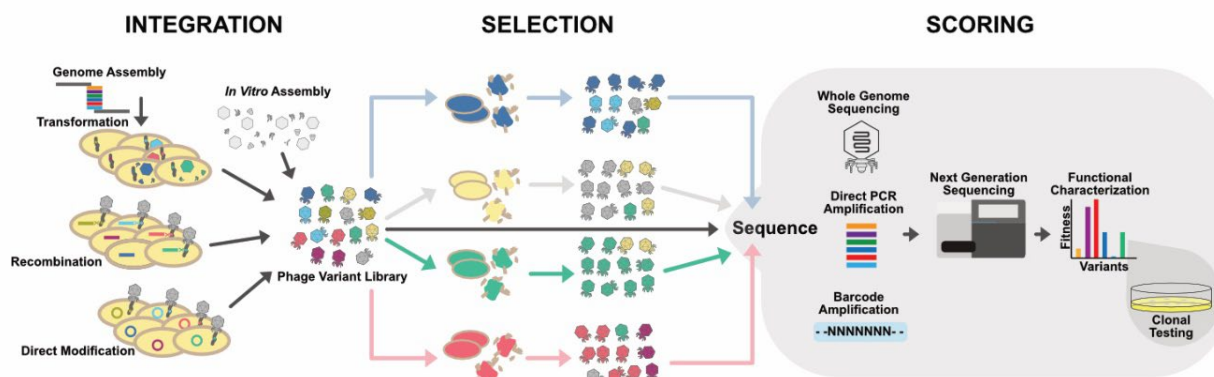 INTEGRATION
SELECTION
SCORING
Genome Assembly
In Vitro Assembly
Transformation
Recombination
Direct Modification
Phage Variant Library
Sequence
Whole Genome
Sequencing
Direct PCR
Amplification
Barcode
Amplification
- -NNNNNNN- -
Next Generation
Sequencing
Functional
Characterization
Fitness
Variants
Clonal
Testing